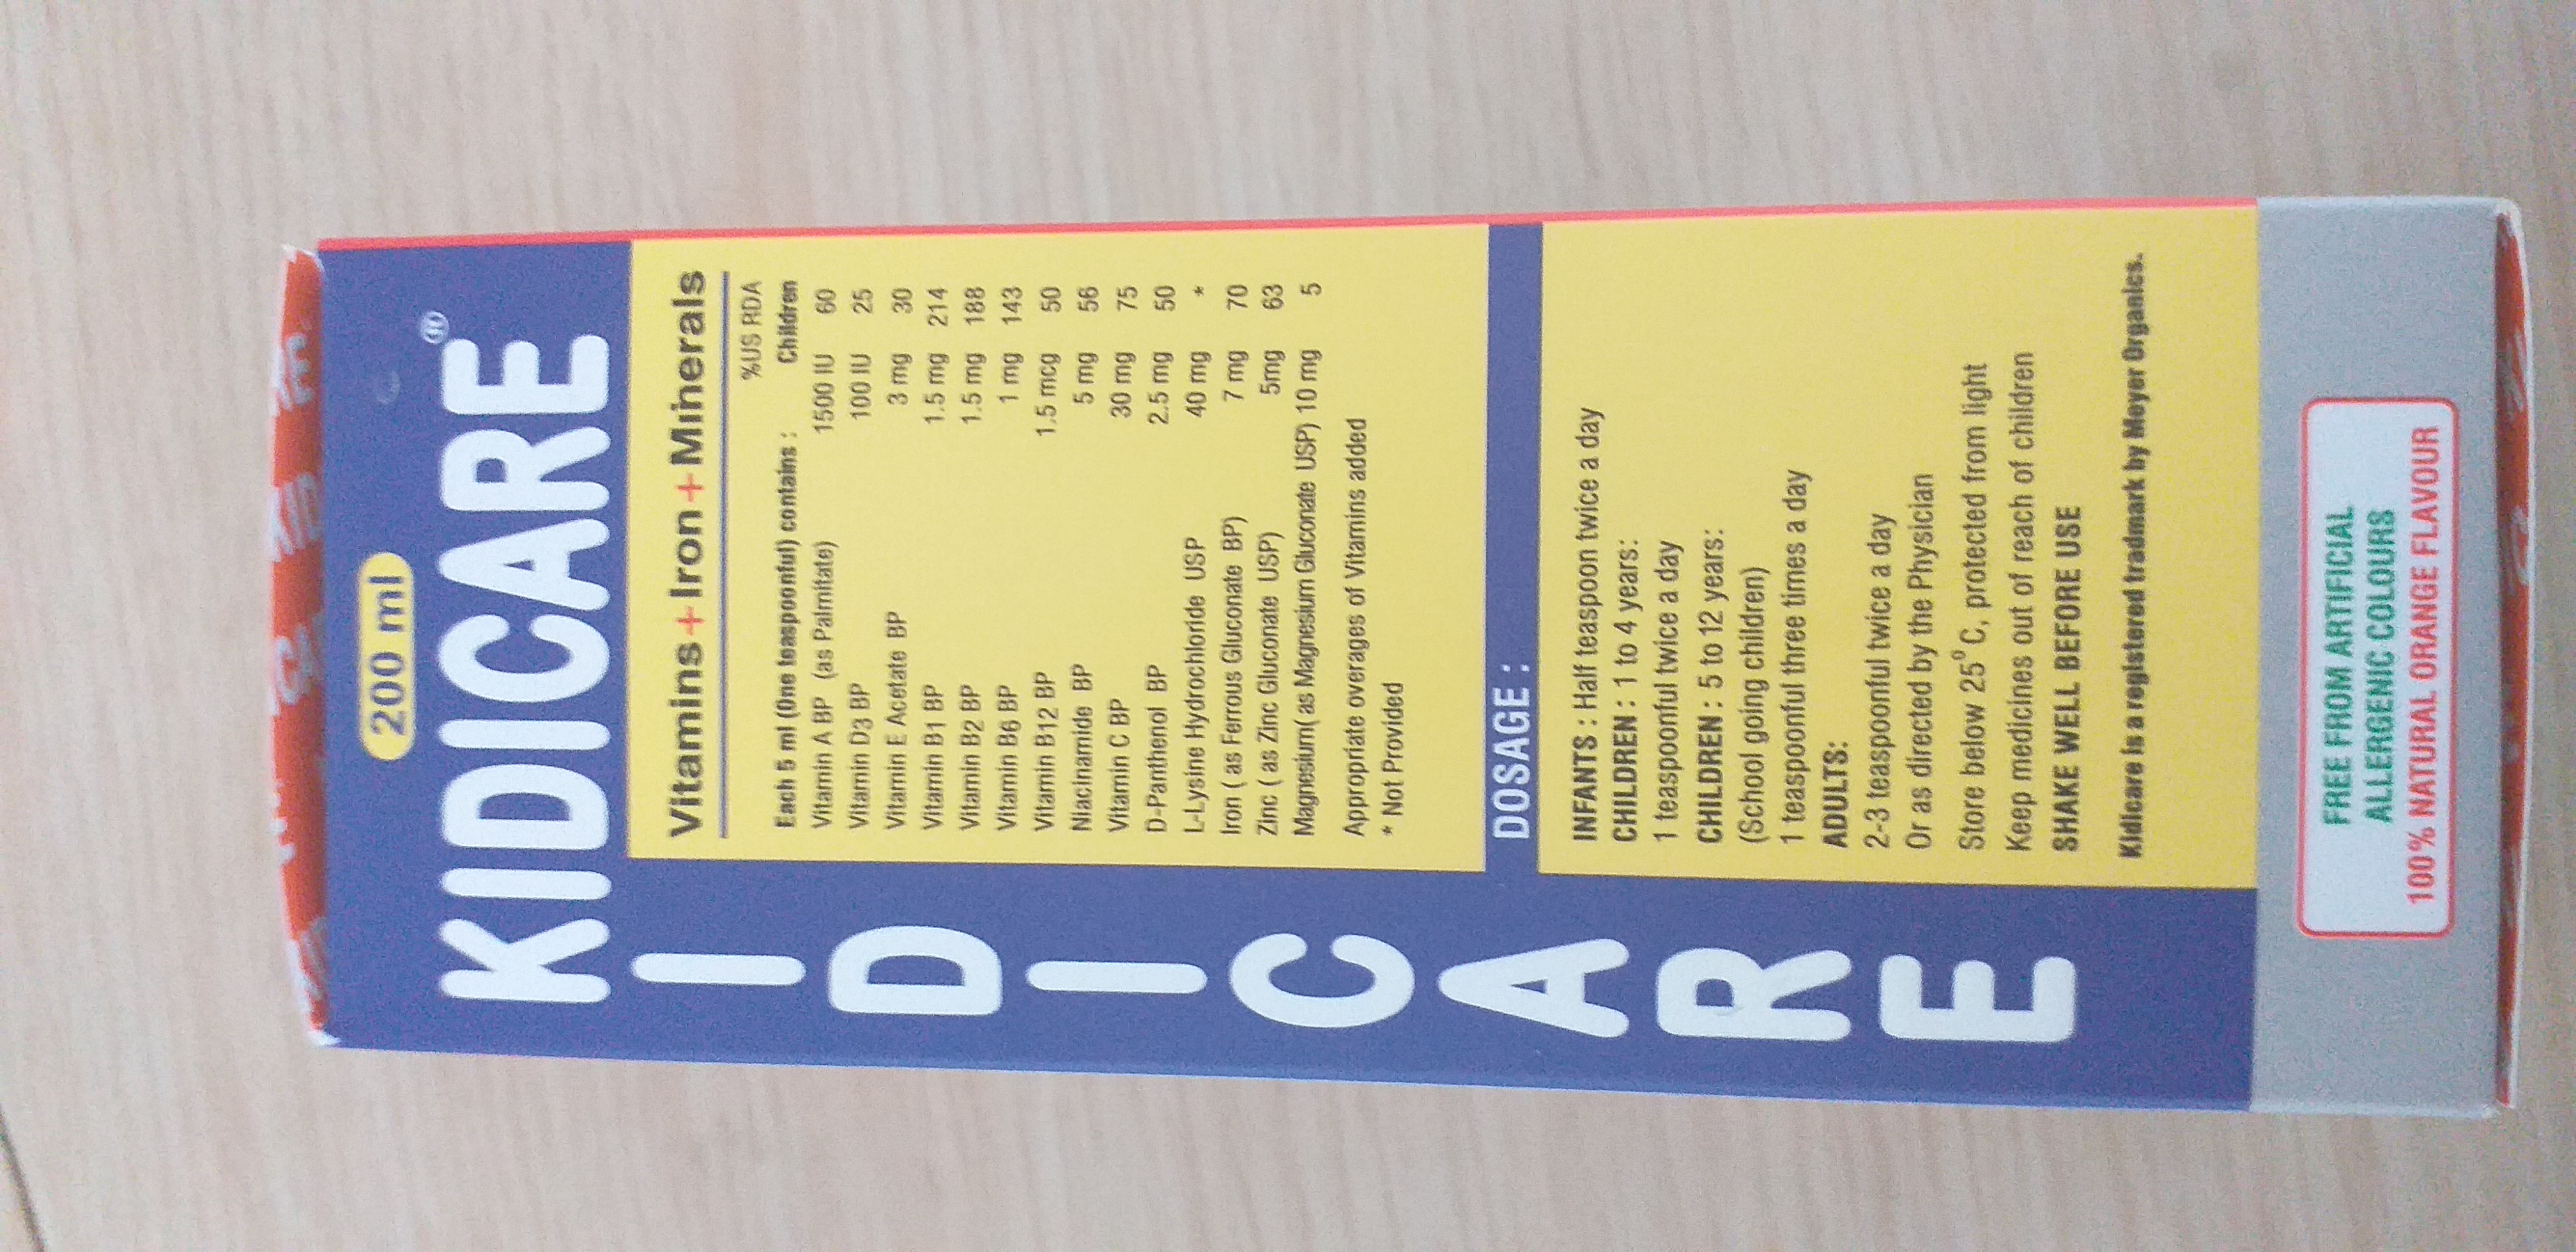 200 ml
KIDICARE®
IDICARE
Vitamins+Iron+Minerals
%US RDA
Each 5 ml (One teaspoonful) contains : Children
Vitamin A BP (as Palmitate) 1500 IU 60
Vitamin D3 BP 100 IU 25
Vitamin E Acetate BP 3 mg 30
Vitamin B1 BP 1.5 mg 214
Vitamin B2 BP 1.5 mg 188
Vitamin B6 BP 1 mg 143
Vitamin B12 BP 1.5 mcg 50
Niacinamide BP 5 mg 56
Vitamin C BP 30 mg 75
D-Panthenol BP 2.5 mg 50
L-Lysine Hydrochloride USP 40 mg *
Iron ( as Ferrous Gluconate BP) 7 mg 70
Zinc ( as Zinc Gluconate USP) 5mg 63
Magnesium( as Magnesium Gluconate USP) 10 mg 5
Appropriate overages of Vitamins added
* Not Provided
DOSAGE :
INFANTS : Half teaspoon twice a day
CHILDREN : 1 to 4 years:
1 teaspoonful twice a day
CHILDREN : 5 to 12 years:
(School going children)
1 teaspoonful three times a day
ADULTS:
2-3 teaspoonful twice a day
Or as directed by the Physician
Store below 25°C, protected from light
Keep medicines out of reach of children
SHAKE WELL BEFORE USE
Kidicare is a registered tradmark by Meyer Organics.
FREE FROM ARTIFICIAL
ALLERGENIC COLOURS
100% NATURAL ORANGE FLAVOUR